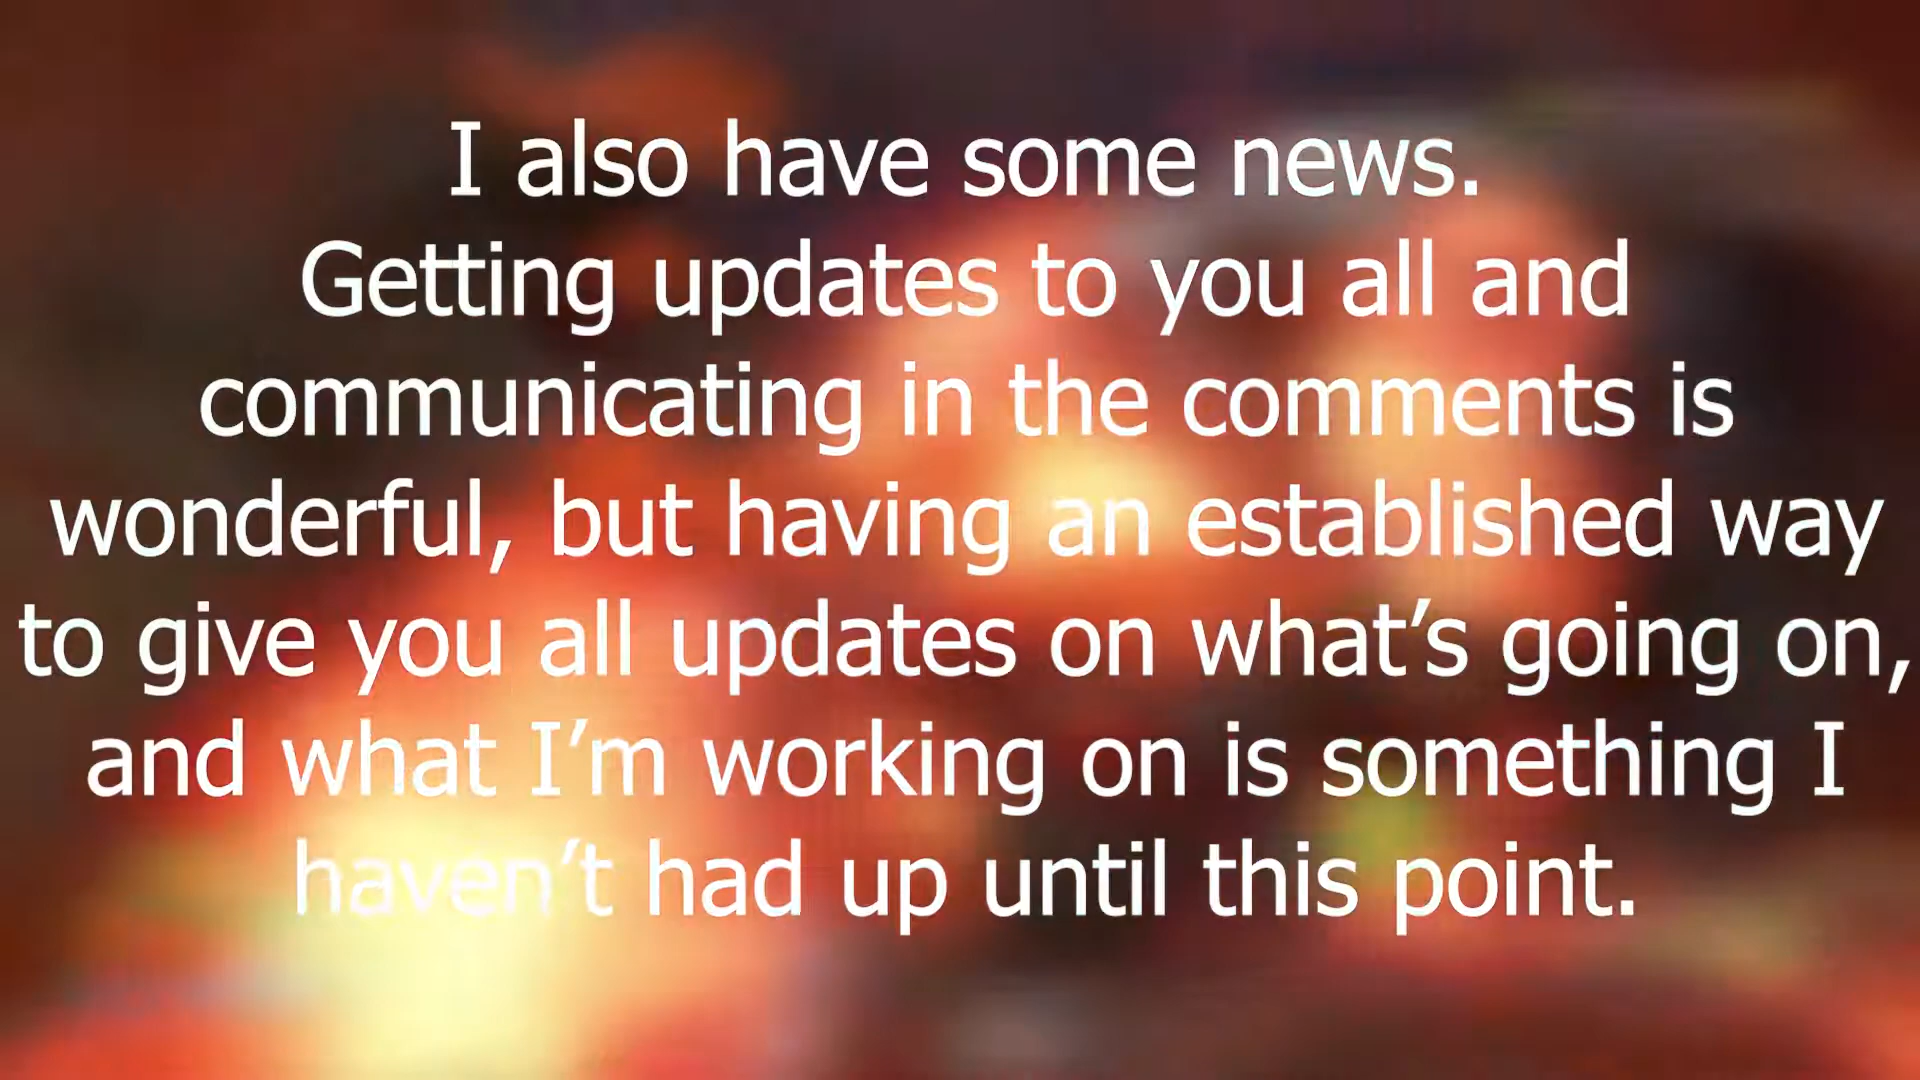 I also have some news.
Getting updates to you all and
communicating in the comments is
wonderful, but having an established way
to give you all updates on what’s going on,
and what I’m working on is something I
haven’t had up until this point.